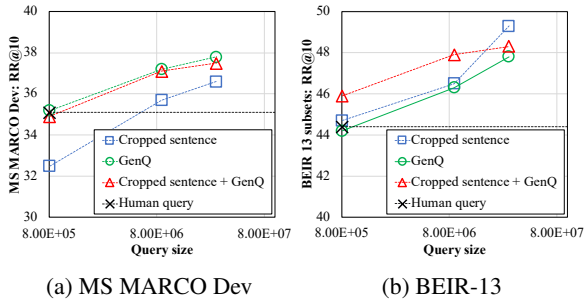 MS MARCO Dev: RR@10
40
38
36
34
32
30
Cropped sentence
GenQ
Cropped sentence + GenQ
Human query
8.00E+05
8.00E+06
8.00E+07
Query size
(a) MS MARCO Dev
BEIR 13 subsets: RR@10
50
48
46
44
42
40
Cropped sentence
GenQ
Cropped sentence + GenQ
Human query
8.00E+05
8.00E+06
8.00E+07
Query size
(b) BEIR-13